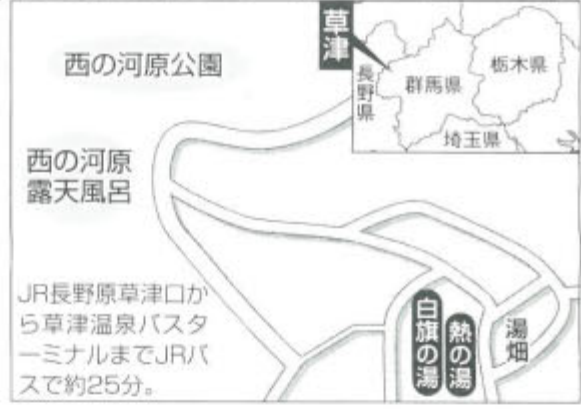 西の河原公園
西の河原
露天風呂
JR長野原草津口か
ら草津温泉バスタ
ーミナルまでJRバ
スで約25分。
草津
長野県
群馬県
栃木県
埼玉県
白旗の湯
熱の湯
湯畑